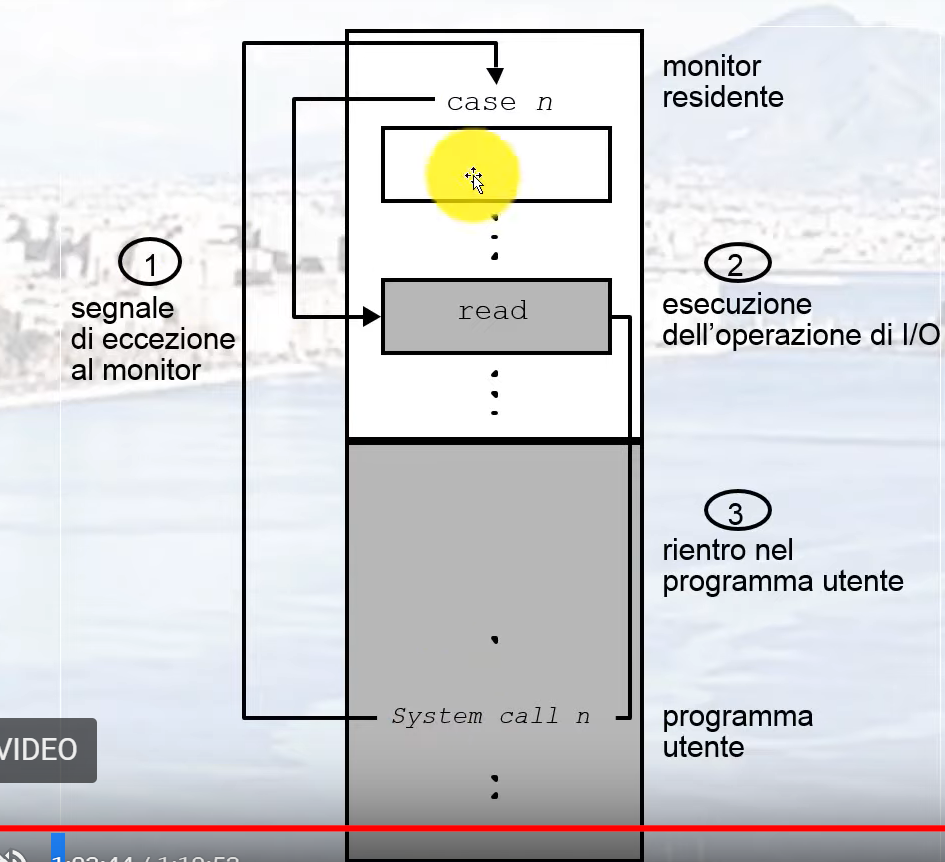 monitor
residente
case n
1
segnale
di eccezione
al monitor
read
2
esecuzione
dell'operazione di I/O
3
rientro nel
programma utente
System call n
programma
utente
VIDEO